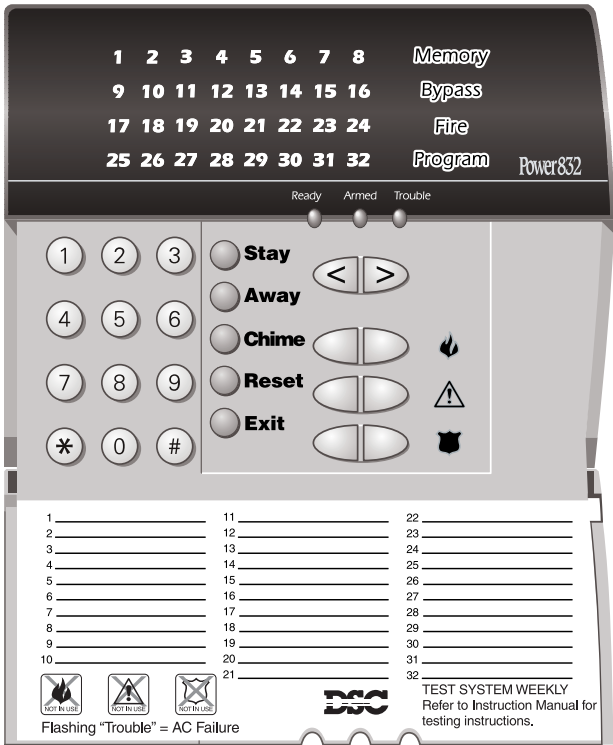 1 2 3 4 5 6 7 8 Memory
9 10 11 12 13 14 15 16 Bypass
17 18 19 20 21 22 23 24 Fire
25 26 27 28 29 30 31 32 Program
Power832
Ready Armed Trouble
1 2 3
4 5 6
7 8 9
* 0 #
Stay
Away
Chime
Reset
Exit
< >
1
2
3
4
5
6
7
8
9
10
11
12
13
14
15
16
17
18
19
20
21
22
23
24
25
26
27
28
29
30
31
32
NOT IN USE
NOT IN USE
NOT IN USE
Flashing “Trouble” = AC Failure
DSC
TEST SYSTEM WEEKLY
Refer to Instruction Manual for
testing instructions.